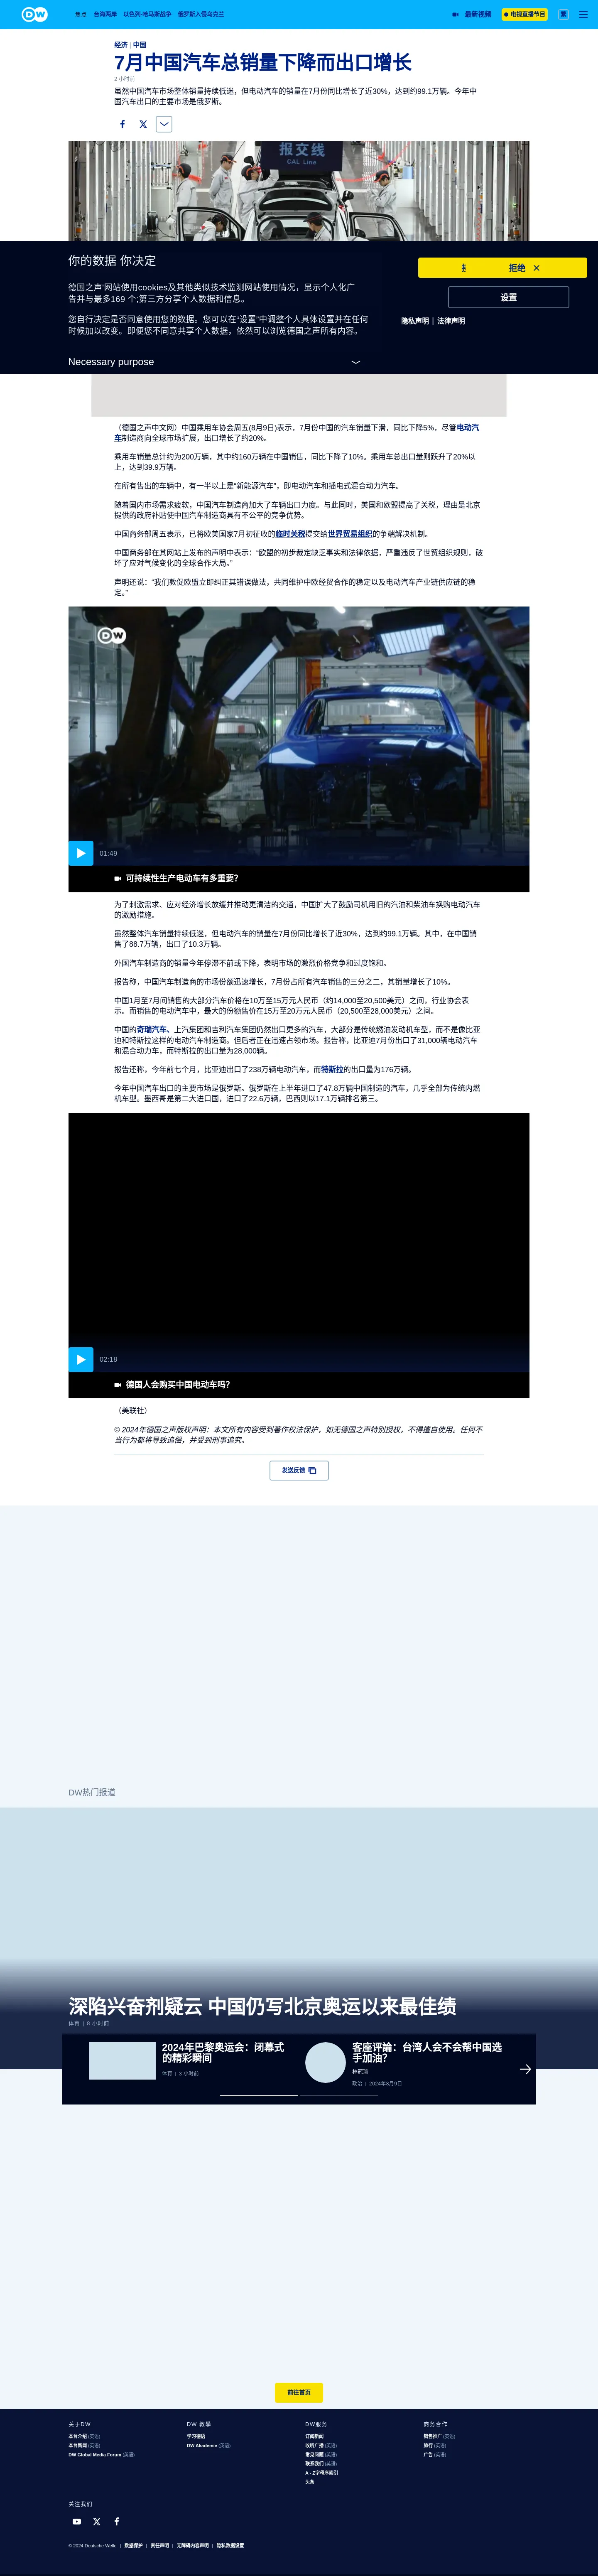 DW
焦点 台海两岸 以色列-哈马斯战争 俄罗斯入侵乌克兰 最新视频 电视直播节目 繁
经济 | 中国
7月中国汽车总销量下降而出口增长
2 小时前
虽然中国汽车市场整体销量持续低迷，但电动汽车的销量在7月份同比增长了近30%，达到约99.1万辆。今年中
国汽车出口的主要市场是俄罗斯。
报交线
CAL Line
你的数据 你决定
德国之声'网站使用cookies及其他类似技术监测网站使用情况，显示个人化广
告并与最多169 个;第三方分享个人数据和信息。
您自行决定是否同意使用您的数据。您可以在“设置”中调整个人具体设置并在任何
时候加以改变。即使您不同意共享个人数据，依然可以浏览德国之声所有内容。
Necessary purpose
拒绝
设置
隐私声明 | 法律声明
（德国之声中文网）中国乘用车协会周五(8月9日)表示，7月份中国的汽车销量下滑，同比下降5%，尽管电动汽
车制造商向全球市场扩展，出口增长了约20%。
乘用车销量总计约为200万辆，其中约160万辆在中国销售，同比下降了10%。乘用车总出口量则跃升了20%以
上，达到39.9万辆。
在所有售出的车辆中，有一半以上是“新能源汽车”，即电动汽车和插电式混合动力汽车。
随着国内市场需求疲软，中国汽车制造商加大了车辆出口力度。与此同时，美国和欧盟提高了关税，理由是北京
提供的政府补贴使中国汽车制造商具有不公平的竞争优势。
中国商务部周五表示，已将欧美国家7月初征收的临时关税提交给世界贸易组织的争端解决机制。
中国商务部在其网站上发布的声明中表示：“欧盟的初步裁定缺乏事实和法律依据，严重违反了世贸组织规则，破
坏了应对气候变化的全球合作大局。”
声明还说：“我们敦促欧盟立即纠正其错误做法，共同维护中欧经贸合作的稳定以及电动汽车产业链供应链的稳
定。”
DW
01:49
可持续性生产电动车有多重要？
为了刺激需求、应对经济增长放缓并推动更清洁的交通，中国扩大了鼓励司机用旧的汽油和柴油车换购电动汽车
的激励措施。
虽然整体汽车销量持续低迷，但电动汽车的销量在7月份同比增长了近30%，达到约99.1万辆。其中，在中国销
售了88.7万辆，出口了10.3万辆。
外国汽车制造商的销量今年停滞不前或下降，表明市场的激烈价格竞争和过度饱和。
报告称，中国汽车制造商的市场份额迅速增长，7月份占所有汽车销售的三分之二，其销量增长了10%。
中国1月至7月间销售的大部分汽车价格在10万至15万元人民币（约14,000至20,500美元）之间，行业协会表
示。而销售的电动汽车中，最大的份额售价在15万至20万元人民币（20,500至28,000美元）之间。
中国的奇瑞汽车、上汽集团和吉利汽车集团仍然出口更多的汽车，大部分是传统燃油发动机车型，而不是像比亚
迪和特斯拉这样的电动汽车制造商。但后者正在迅速占领市场。报告称，比亚迪7月份出口了31,000辆电动汽车
和混合动力车，而特斯拉的出口量为28,000辆。
报告还称，今年前七个月，比亚迪出口了238万辆电动汽车，而特斯拉的出口量为176万辆。
今年中国汽车出口的主要市场是俄罗斯。俄罗斯在上半年进口了47.8万辆中国制造的汽车，几乎全部为传统内燃
机车型。墨西哥是第二大进口国，进口了22.6万辆，巴西则以17.1万辆排名第三。
02:18
德国人会购买中国电动车吗？
（美联社）
© 2024年德国之声版权声明：本文所有内容受到著作权法保护，如无德国之声特别授权，不得擅自使用。任何不
当行为都将导致追偿，并受到刑事追究。
发送反馈
DW热门报道
深陷兴奋剂疑云 中国仍写北京奥运以来最佳绩
体育 | 8 小时前
2024年巴黎奥运会：闭幕式
的精彩瞬间
体育 | 3 小时前
客座评论：台湾人会不会帮中国选
手加油？
林冠瑜
政治 | 2024年8月9日
前往首页
关于DW
本台介绍 (英语)
本台新闻 (英语)
DW Global Media Forum (英语)
DW 教學
学习德语
DW Akademie (英语)
DW服务
订阅新闻
收听广播 (英语)
常见问题 (英语)
联系我们 (英语)
A - Z字母序索引
头条
商务合作
销售推广 (英语)
旅行 (英语)
广告 (英语)
关注我们
© 2024 Deutsche Welle | 数据保护 | 责任声明 | 无障碍内容声明 | 隐私数据设置